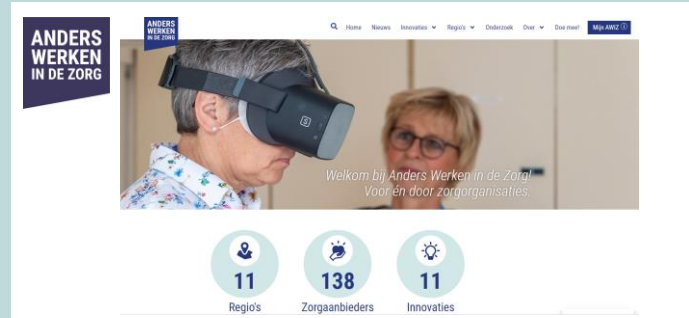 ANDERS
WERKEN
IN DE ZORG
ANDERS
WERKEN
IN DE ZORG
Home Nieuws Innovaties Regio's Onderzoek Over Doe mee! Mijn AWIZ
Welkom bij Anders Werken in de Zorg!
Voor én door zorgorganisaties.
11 138 11
Regio's Zorgaanbieders Innovaties